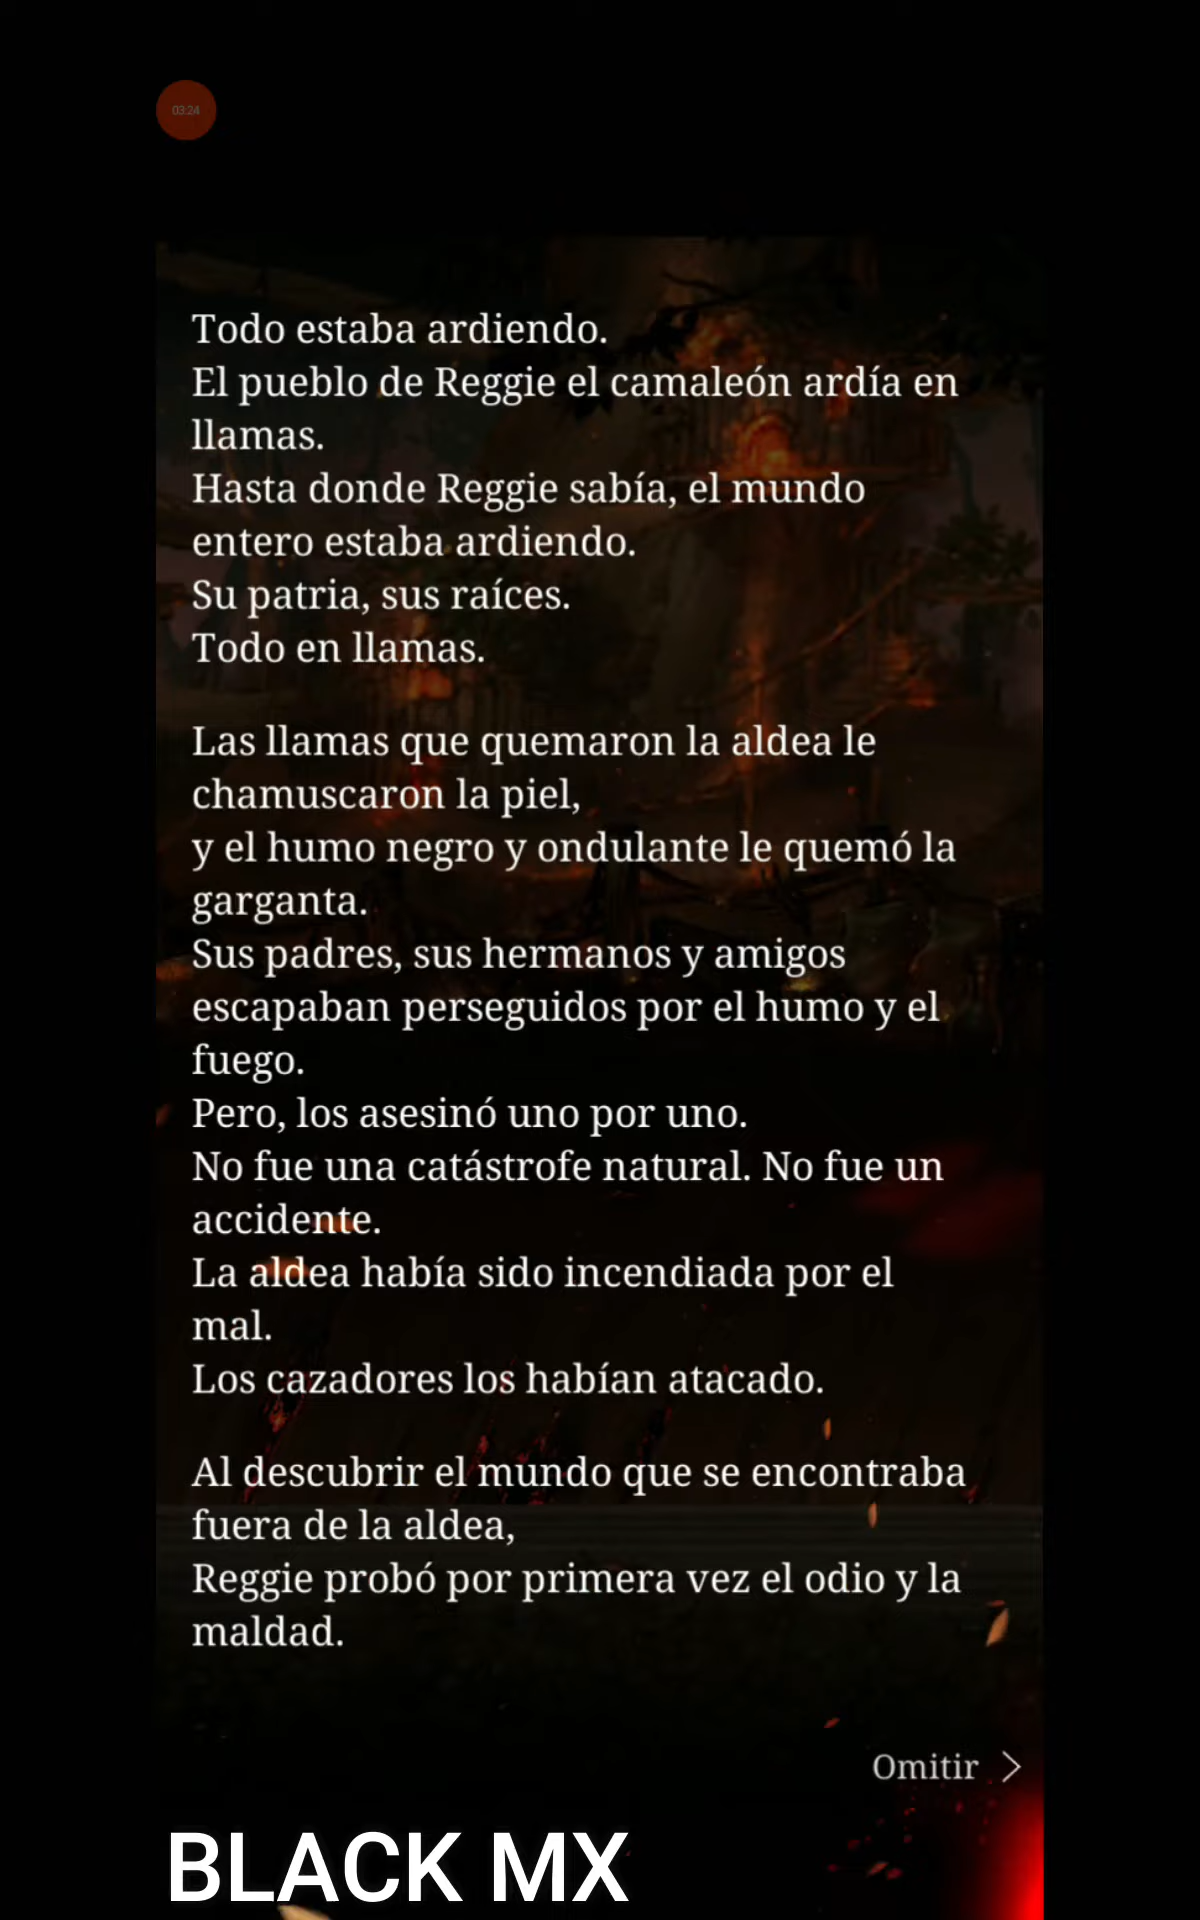 03:24
Todo estaba ardiendo.
El pueblo de Reggie el camaleón ardía en
llamas.
Hasta donde Reggie sabía, el mundo
entero estaba ardiendo.
Su patria, sus raíces.
Todo en llamas.
Las llamas que quemaron la aldea le
chamuscaron la piel,
y el humo negro y ondulante le quemó la
garganta.
Sus padres, sus hermanos y amigos
escapaban perseguidos por el humo y el
fuego.
Pero, los asesinó uno por uno.
No fue una catástrofe natural. No fue un
accidente.
La aldea había sido incendiada por el
mal.
Los cazadores los habían atacado.
Al descubrir el mundo que se encontraba
fuera de la aldea,
Reggie probó por primera vez el odio y la
maldad.
Omitir >
BLACK MX